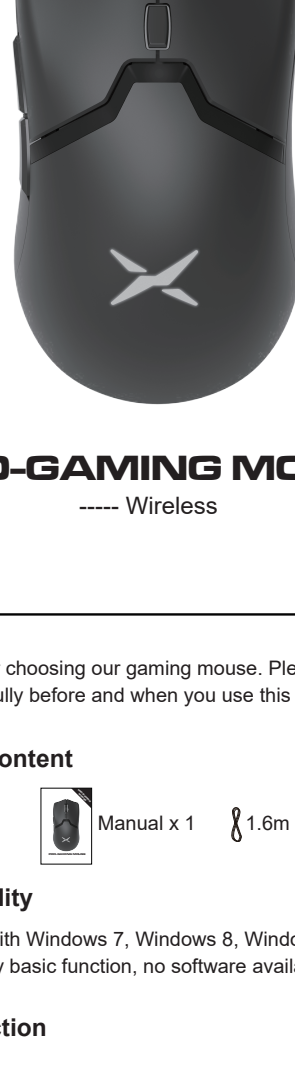 O-GAMING MO
----- Wireless
choosing our gaming mouse. Ple
ully before and when you use this
ontent
Manual x 1
1.6m
lity
ith Windows 7, Windows 8, Windo
y basic function, no software availa
ction